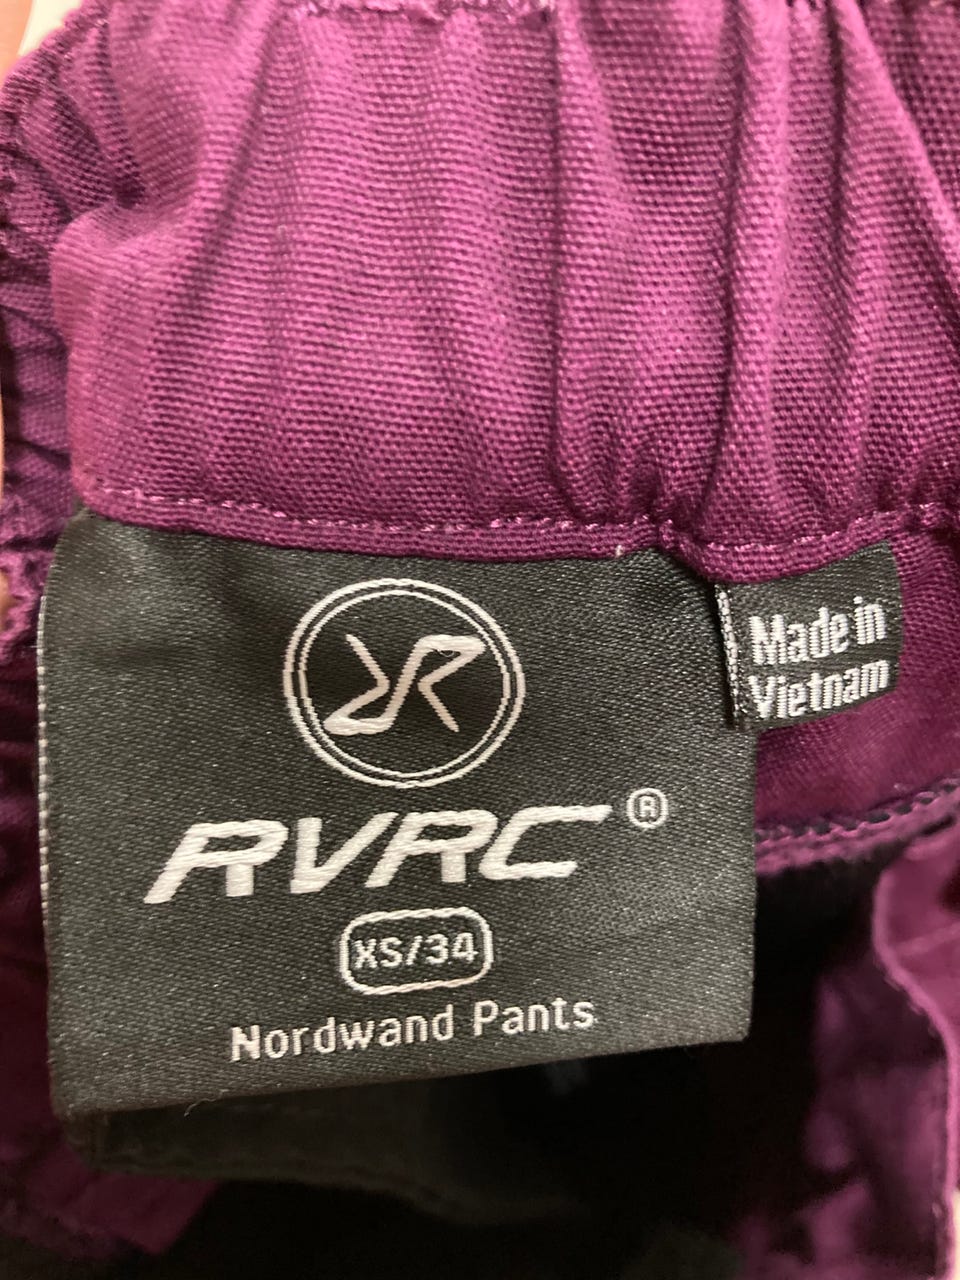 Made in
Vietnam
RVRC®
XS/34
Nordwand Pants